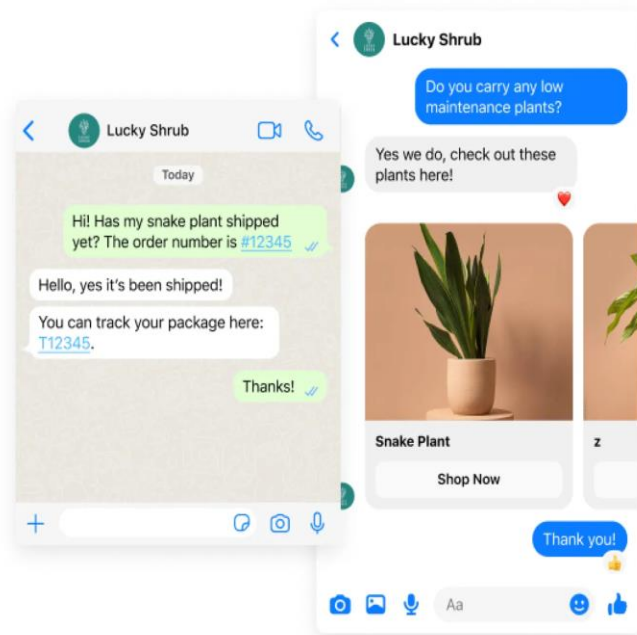 Lucky Shrub
Today
Hi! Has my snake plant shipped
yet? The order number is #12345
Hello, yes it's been shipped!
You can track your package here:
T12345.
Thanks!
Lucky Shrub
Do you carry any low
maintenance plants?
Yes we do, check out these
plants here!
Snake Plant
z
Shop Now
Thank you!
Aa